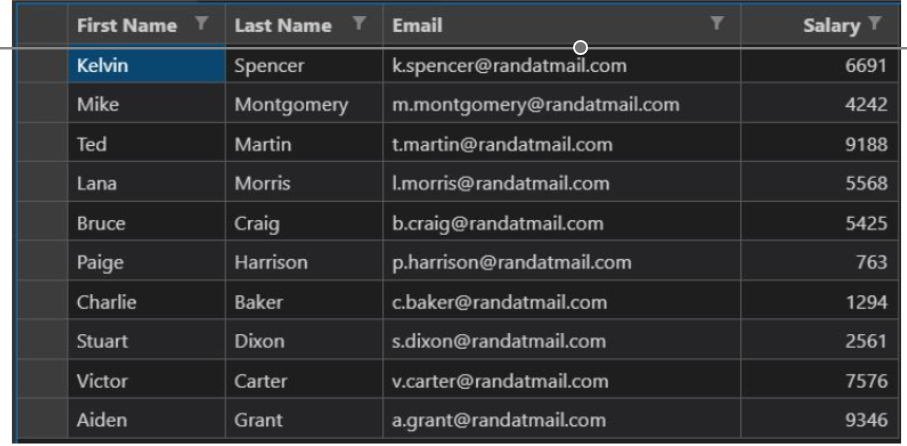 First Name Last Name Email Salary
Kelvin Spencer k.spencer@randatmail.com 6691
Mike Montgomery m.montgomery@randatmail.com 4242
Ted Martin t.martin@randatmail.com 9188
Lana Morris l.morris@randatmail.com 5568
Bruce Craig b.craig@randatmail.com 5425
Paige Harrison p.harrison@randatmail.com 763
Charlie Baker c.baker@randatmail.com 1294
Stuart Dixon s.dixon@randatmail.com 2561
Victor Carter v.carter@randatmail.com 7576
Aiden Grant a.grant@randatmail.com 9346